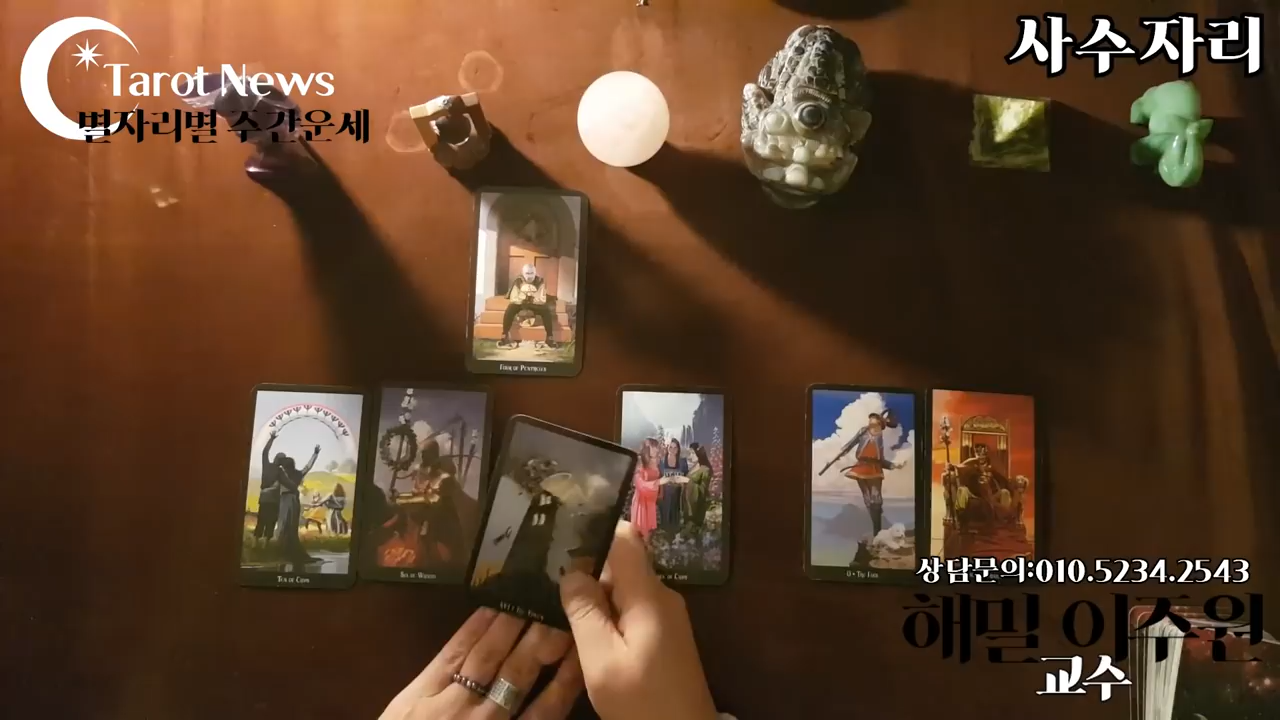 사수자리
Tarot News
별자리별 주간운세
Four of Pentacles
Ten of Cups
Six of Wands
XVI • The Tower
of Cups
0 • The Fool
상담문의:010.5234.2543
해밀 이주원
교수